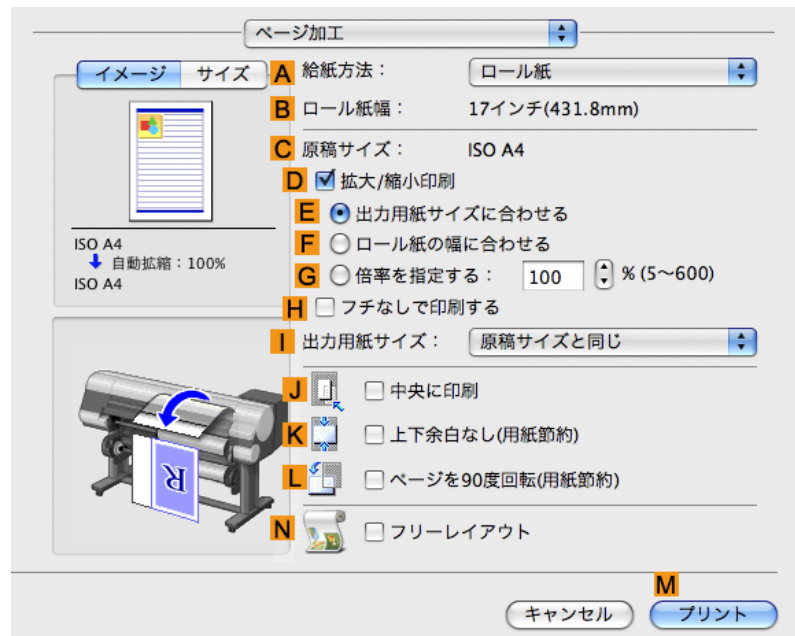 ページ加工
イメージ サイズ
A 給紙方法： ロール紙
B ロール紙幅： 17インチ(431.8mm)
C 原稿サイズ： ISO A4
D 拡大/縮小印刷
E 出力用紙サイズに合わせる
F ロール紙の幅に合わせる
G 倍率を指定する： 100 % (5～600)
H フチなしで印刷する
ISO A4
自動拡縮：100%
ISO A4
I 出力用紙サイズ： 原稿サイズと同じ
J 中央に印刷
K 上下余白なし(用紙節約)
L ページを90度回転(用紙節約)
N フリーレイアウト
R
M
キャンセル プリント